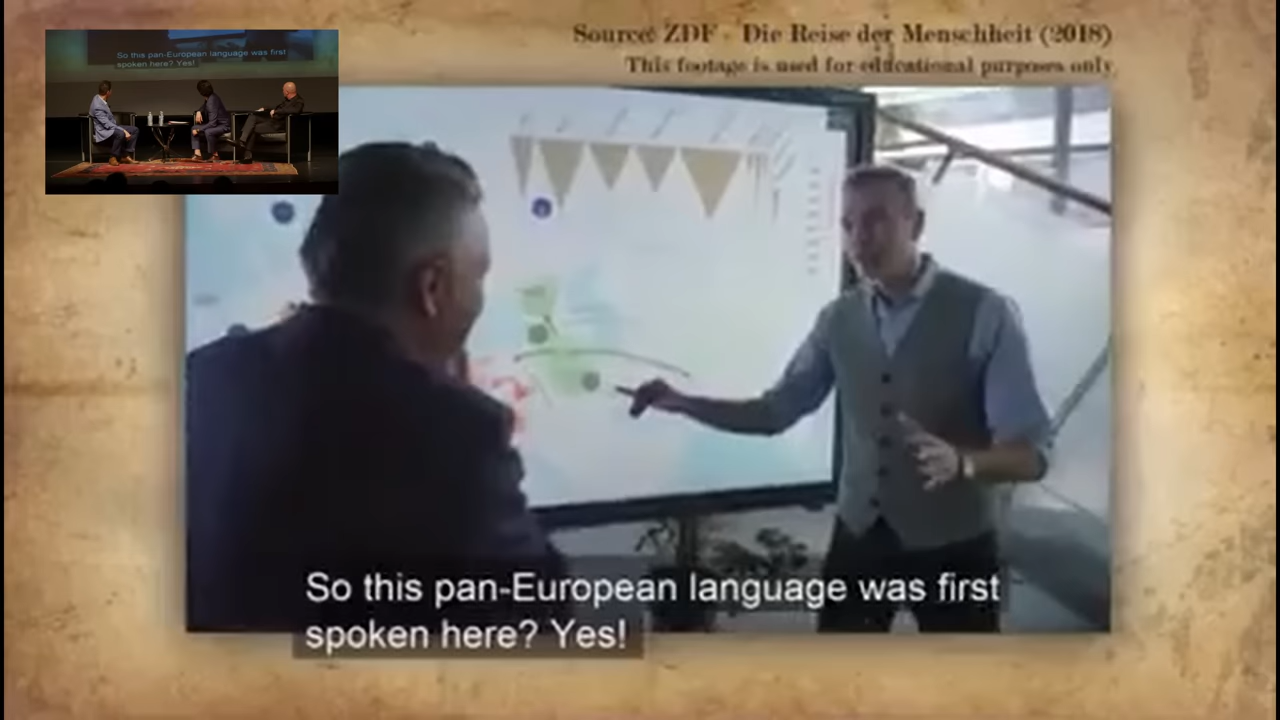 So this pan-European language was first
spoken here? Yes!
Source: ZDF - Die Reise der Menschheit (2018)
This footage is used for educational purposes only
So this pan-European language was first
spoken here? Yes!